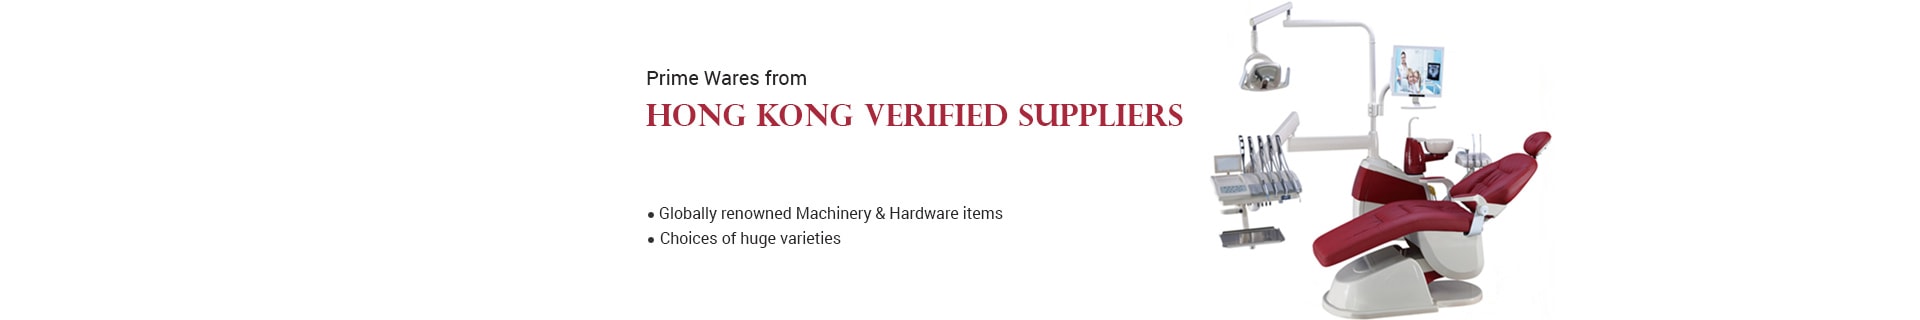 Prime Wares from
HONG KONG VERIFIED SUPPLIERS
• Globally renowned Machinery & Hardware items
• Choices of huge varieties